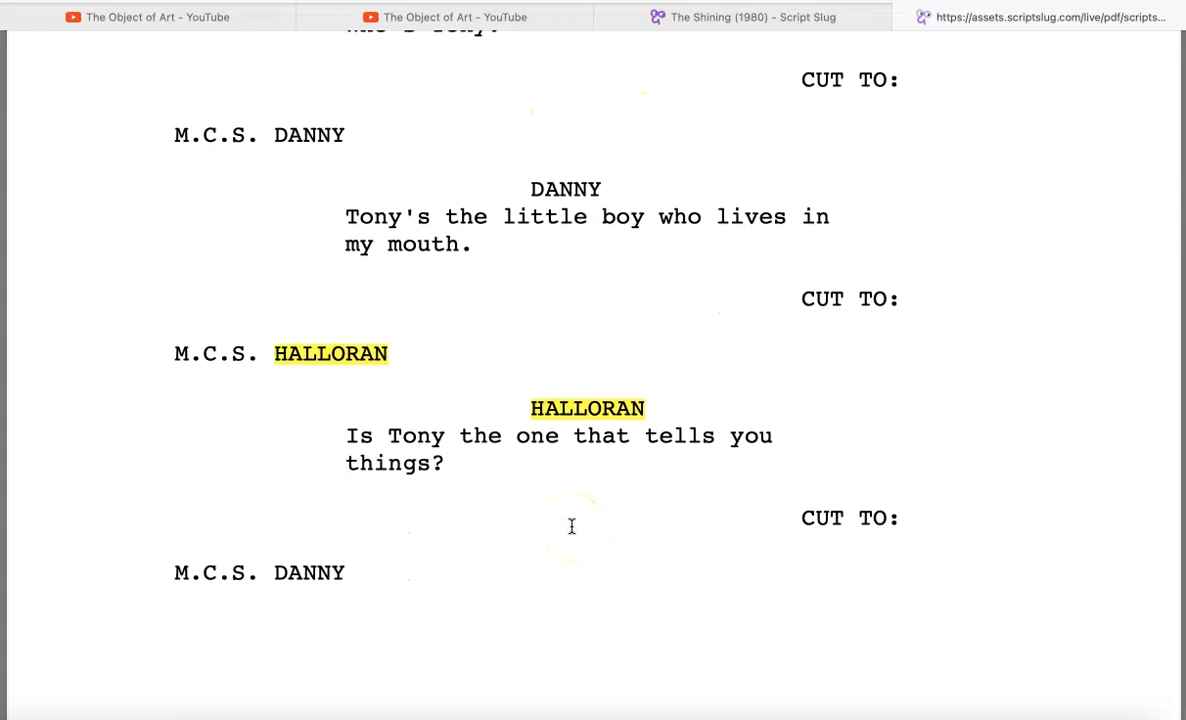 The Object of Art - YouTube
The Object of Art - YouTube
The Shining (1980) - Script Slug
https://assets.scriptslug.com/live/pdf/scripts...
CUT TO:
M.C.S. DANNY
DANNY
Tony's the little boy who lives in
my mouth.
CUT TO:
M.C.S. HALLORAN
HALLORAN
Is Tony the one that tells you
things?
CUT TO:
M.C.S. DANNY